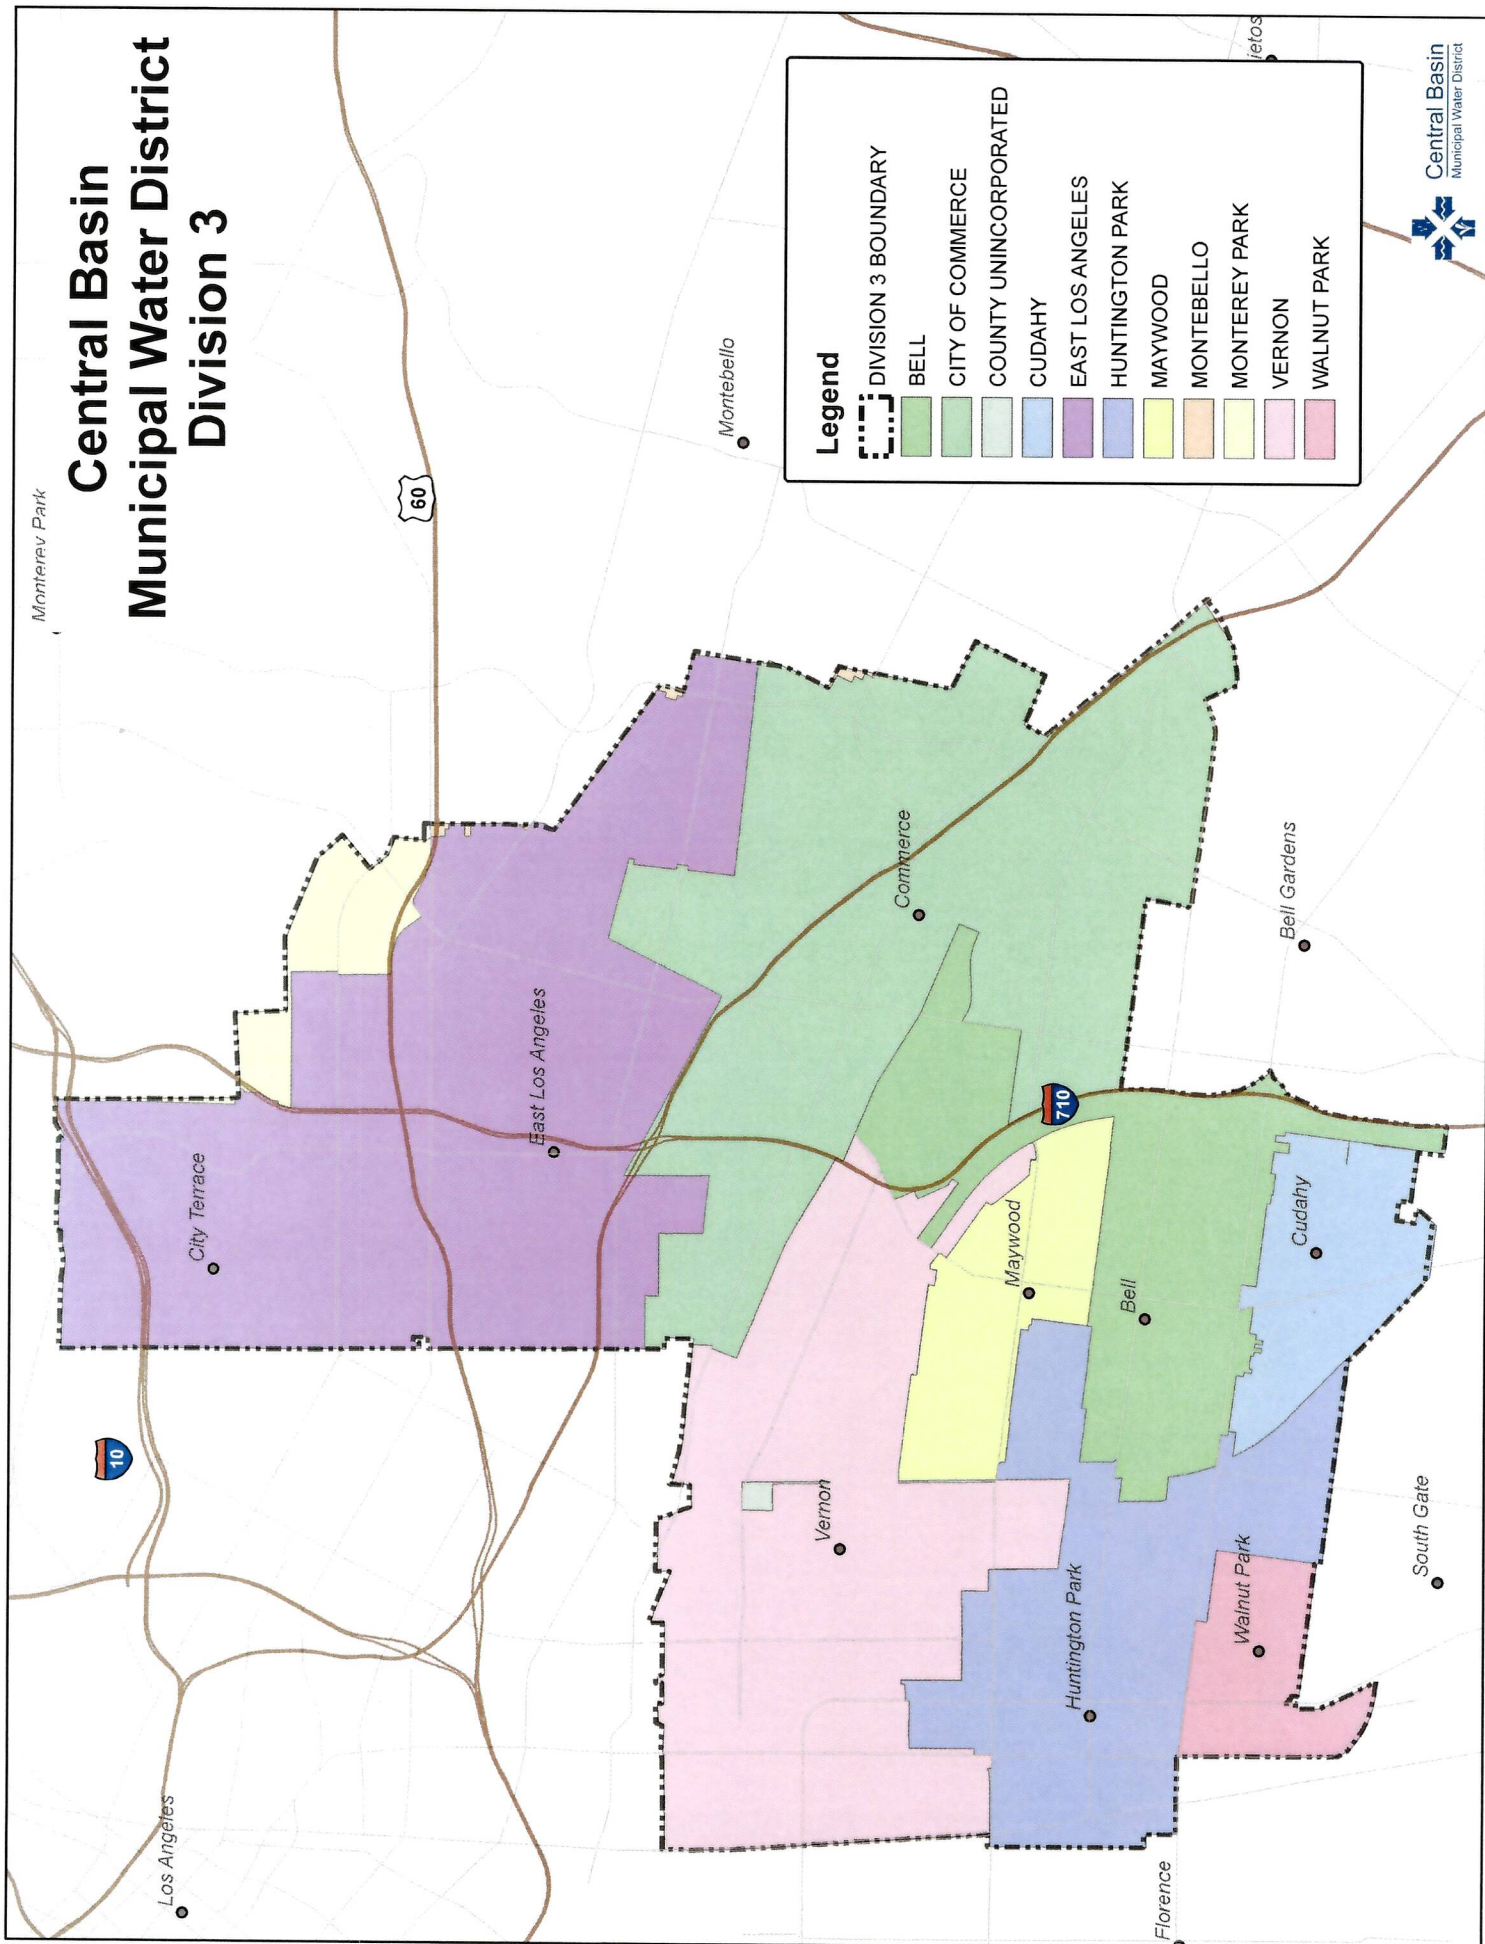 Central Basin
Municipal Water District
Division 3
Monterey Park
60
Montebello
10
City Terrace
East Los Angeles
Los Angeles
Commerce
710
Vernon
Maywood
Bell
Bell Gardens
Huntington Park
Cudahy
Walnut Park
South Gate
Florence
ietos
Legend
DIVISION 3 BOUNDARY
BELL
CITY OF COMMERCE
COUNTY UNINCORPORATED
CUDAHY
EAST LOS ANGELES
HUNTINGTON PARK
MAYWOOD
MONTEBELLO
MONTEREY PARK
VERNON
WALNUT PARK
Central Basin
Municipal Water District